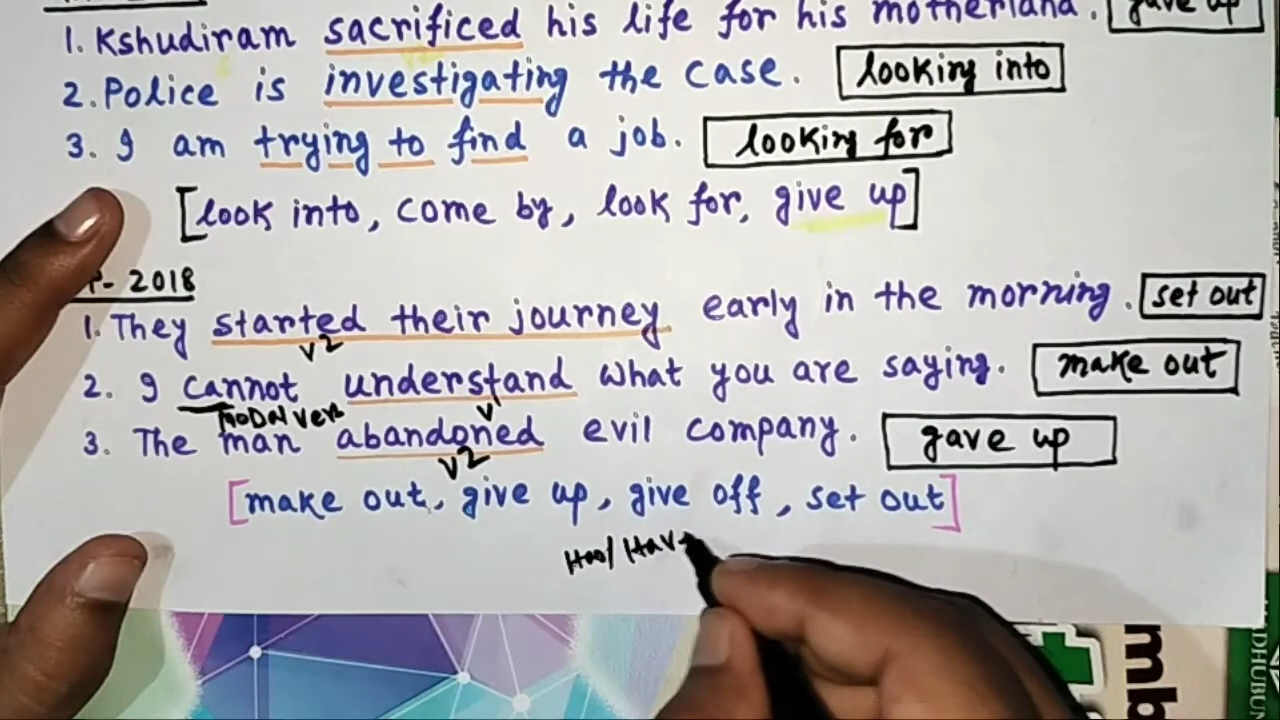 1. Kshudiram sacrificed his life for his motherland. gave up
2. Police is investigating the case. looking into
3. I am trying to find a job. looking for
[look into, come by, look for, give up]
P- 2018
1. They started their journey early in the morning. set out
V2
2. I cannot understand what you are saying. make out
V
3. The man abandoned evil company. gave up
V2
[make out, give up, give off, set out]
mb